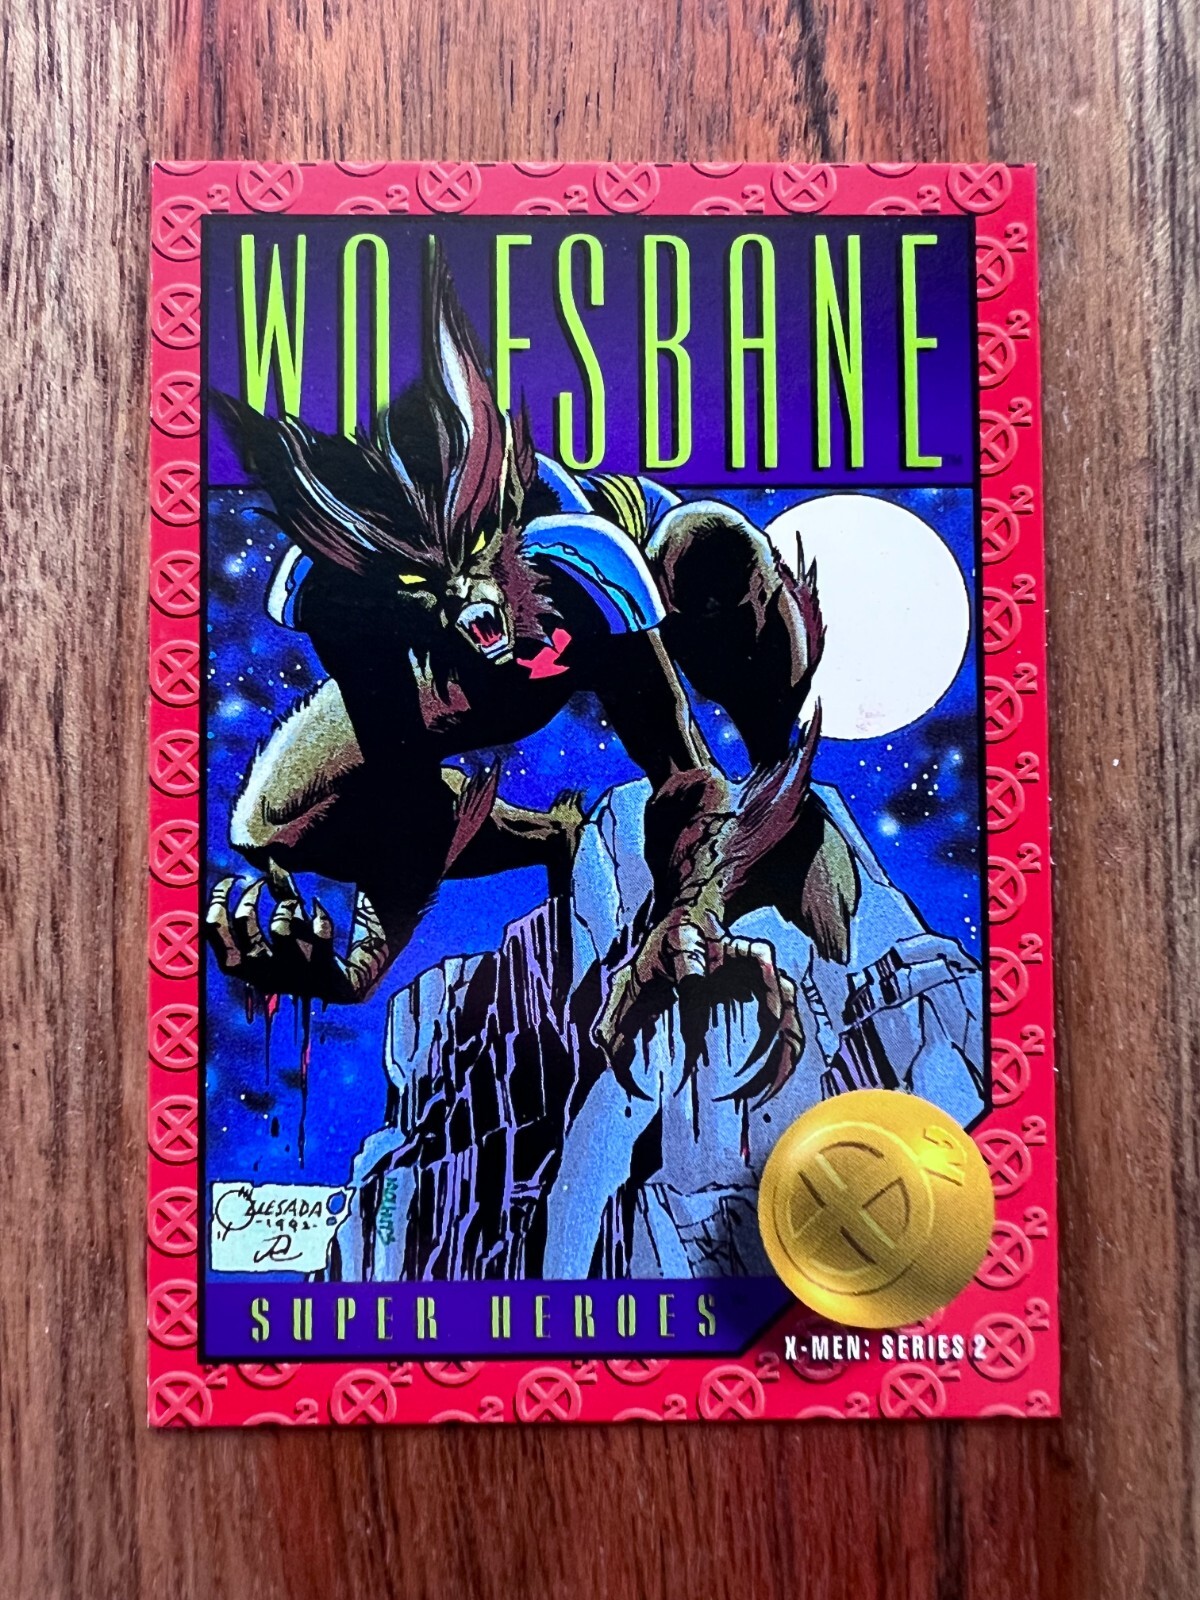 WOLFSBANE
QUESADA
-1992-
SUPER HEROES
X-MEN: SERIES 2